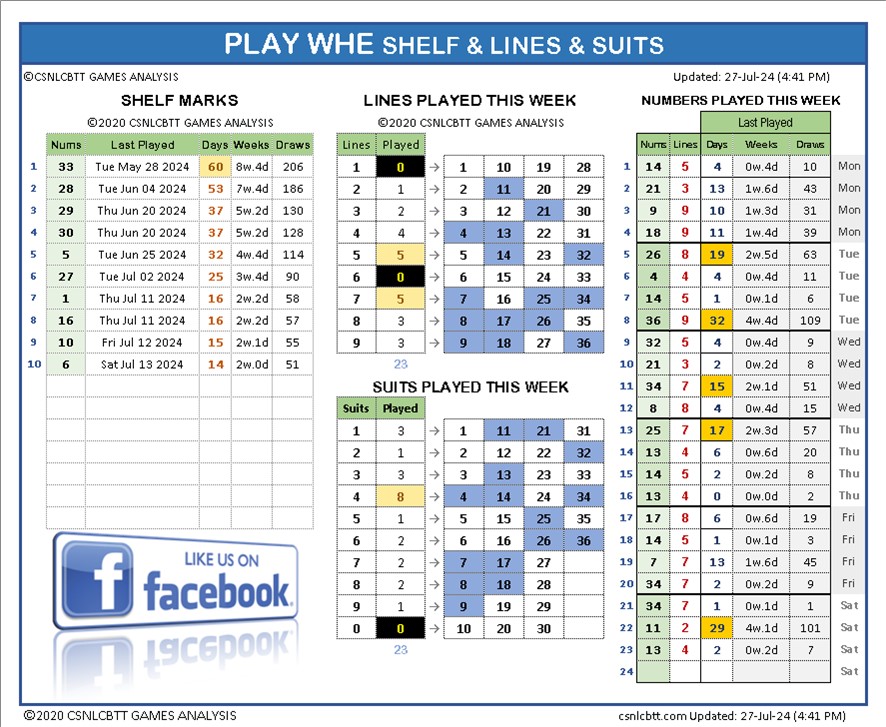 PLAY WHE SHELF & LINES & SUITS
©CSNLCBTT GAMES ANALYSIS
Updated: 27-Jul-24 (4:41 PM)
SHELF MARKS
©2020 CSNLCBTT GAMES ANALYSIS
Nums Last Played Days Weeks Draws
1 33 Tue May 28 2024 60 8w.4d 206
2 28 Tue Jun 04 2024 53 7w.4d 186
3 29 Thu Jun 20 2024 37 5w.2d 130
4 30 Thu Jun 20 2024 37 5w.2d 128
5 5 Tue Jun 25 2024 32 4w.4d 114
6 27 Tue Jul 02 2024 25 3w.4d 90
7 1 Thu Jul 11 2024 16 2w.2d 58
8 16 Thu Jul 11 2024 16 2w.2d 57
9 10 Fri Jul 12 2024 15 2w.1d 55
10 6 Sat Jul 13 2024 14 2w.0d 51
LIKE US ON
facebook
LINES PLAYED THIS WEEK
©2020 CSNLCBTT GAMES ANALYSIS
Lines Played
1 0 → 1 10 19 28
2 1 → 2 11 20 29
3 2 → 3 12 21 30
4 4 → 4 13 22 31
5 5 → 5 14 23 32
6 0 → 6 15 24 33
7 5 → 7 16 25 34
8 3 → 8 17 26 35
9 3 → 9 18 27 36
23
SUITS PLAYED THIS WEEK
Suits Played
1 3 → 1 11 21 31
2 1 → 2 12 22 32
3 3 → 3 13 23 33
4 8 → 4 14 24 34
5 1 → 5 15 25 35
6 2 → 6 16 26 36
7 2 → 7 17 27
8 2 → 8 18 28
9 1 → 9 19 29
0 0 → 10 20 30
23
NUMBERS PLAYED THIS WEEK
Last Played
Nums Lines Days Weeks Draws
1 14 5 4 0w.4d 10 Mon
2 21 3 13 1w.6d 43 Mon
3 9 9 10 1w.3d 31 Mon
4 18 9 11 1w.4d 39 Mon
5 26 8 19 2w.5d 63 Tue
6 4 4 4 0w.4d 11 Tue
7 14 5 1 0w.1d 6 Tue
8 36 9 32 4w.4d 109 Tue
9 32 5 4 0w.4d 9 Wed
10 21 3 2 0w.2d 8 Wed
11 34 7 15 2w.1d 51 Wed
12 8 8 4 0w.4d 15 Wed
13 25 7 17 2w.3d 57 Thu
14 13 4 6 0w.6d 20 Thu
15 14 5 2 0w.2d 8 Thu
16 13 4 0 0w.0d 2 Thu
17 17 8 6 0w.6d 19 Fri
18 14 5 1 0w.1d 3 Fri
19 7 7 13 1w.6d 45 Fri
20 34 7 2 0w.2d 9 Fri
21 34 7 1 0w.1d 1 Sat
22 11 2 29 4w.1d 101 Sat
23 13 4 2 0w.2d 7 Sat
24 Sat
©2020 CSNLCBTT GAMES ANALYSIS
csnlcbtt.com Updated: 27-Jul-24 (4:41 PM)